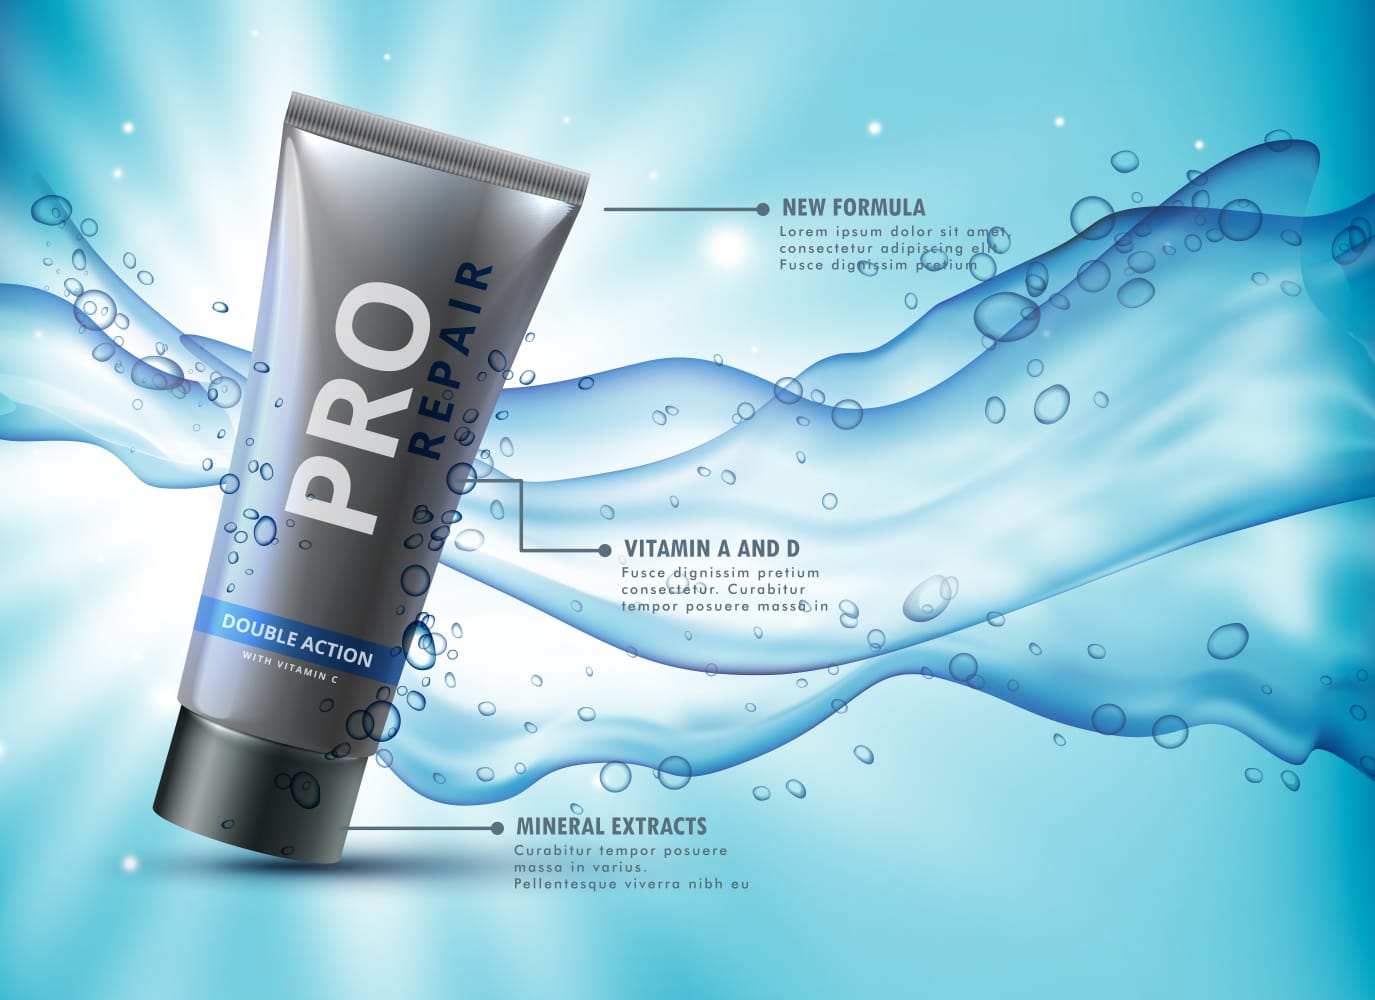 PRO
REPAIR
DOUBLE ACTION
WITH VITAMIN C
NEW FORMULA
Lorem ipsum dolor sit amet,
consectetur adipiscing elit.
Fusce dignissim pretium
VITAMIN A AND D
Fusce dignissim pretium
consectetur. Curabitur
tempor posuere massa in
MINERAL EXTRACTS
Curabitur tempor posuere
massa in varius.
Pellentesque viverra nibh eu